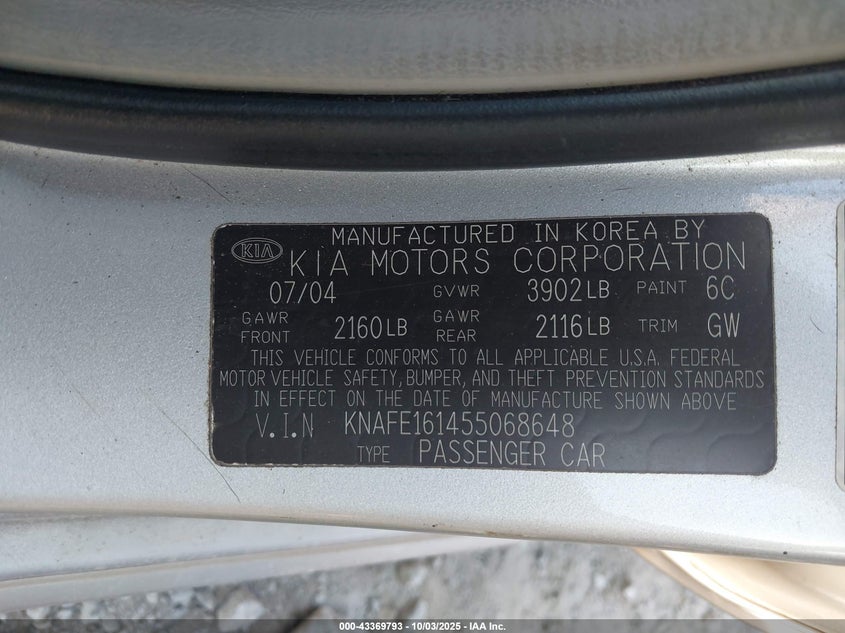 MANUFACTURED IN KOREA BY
KIA KIA MOTORS CORPORATION
07/04 GVWR 3902LB PAINT 6C
GAWR FRONT 2160LB GAWR REAR 2116LB TRIM GW
THIS VEHICLE CONFORMS TO ALL APPLICABLE U.S.A. FEDERAL
MOTOR VEHICLE SAFETY, BUMPER, AND THEFT PREVENTION STANDARDS
IN EFFECT ON THE DATE OF MANUFACTURE SHOWN ABOVE
V.I.N KNAFE161455068648
TYPE PASSENGER CAR
000-43369793 - 10/03/2025 - IAA Inc.